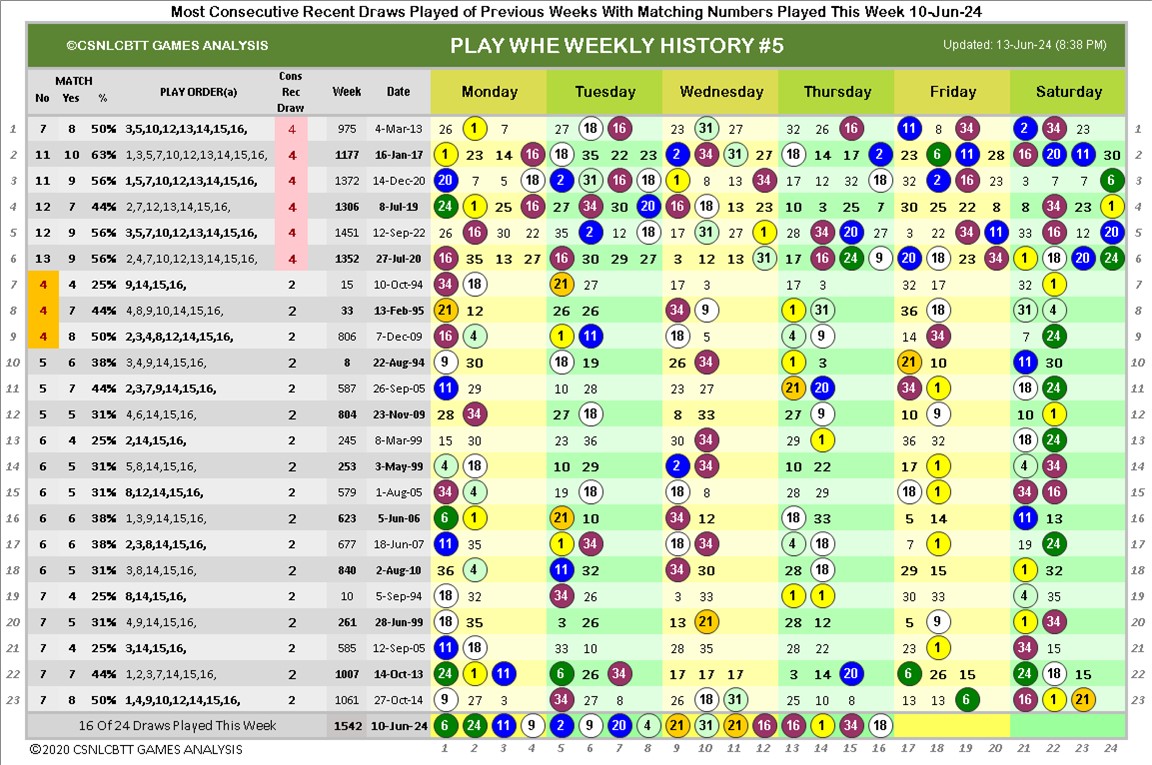 Most Consecutive Recent Draws Played of Previous Weeks With Matching Numbers Played This Week 10-Jun-24
©CSNLCBTT GAMES ANALYSIS PLAY WHE WEEKLY HISTORY #5 Updated: 13-Jun-24 (8:38 PM)
No MATCH Yes % PLAY ORDER(a) Cons Rec Draw Week Date Monday Tuesday Wednesday Thursday Friday Saturday
1 7 8 50% 3,5,10,12,13,14,15,16, 4 975 4-Mar-13 26 1 7 27 18 16 23 31 27 32 26 16 11 8 34 2 34 23 1
2 11 10 63% 1,3,5,7,10,12,13,14,15,16, 4 1177 16-Jan-17 1 23 14 16 18 35 22 23 2 34 31 27 18 14 17 2 23 6 11 28 16 20 11 30 2
3 11 9 56% 1,5,7,10,12,13,14,15,16, 4 1372 14-Dec-20 20 7 5 18 2 31 16 18 1 8 13 34 17 12 32 18 32 2 16 23 3 7 7 6 3
4 12 7 44% 2,7,12,13,14,15,16, 4 1306 8-Jul-19 24 1 25 16 27 34 30 20 16 18 13 23 10 3 25 7 30 25 22 8 8 34 23 1 4
5 12 9 56% 3,5,7,10,12,13,14,15,16, 4 1451 12-Sep-22 26 16 30 22 35 2 12 18 17 31 27 1 28 34 20 27 3 22 34 11 33 16 12 20 5
6 13 9 56% 2,4,7,10,12,13,14,15,16, 4 1352 27-Jul-20 16 35 13 27 16 30 29 27 3 12 13 31 17 16 24 9 20 18 23 34 1 18 20 24 6
7 4 4 25% 9,14,15,16, 2 15 10-Oct-94 34 18 21 27 17 3 17 3 32 17 32 1 7
8 4 7 44% 4,8,9,10,14,15,16, 2 33 13-Feb-95 21 12 26 26 34 9 1 31 36 18 31 4 8
9 4 8 50% 2,3,4,8,12,14,15,16, 2 806 7-Dec-09 16 4 1 11 18 5 4 9 14 34 7 24 9
10 5 6 38% 3,4,9,14,15,16, 2 8 22-Aug-94 9 30 18 19 26 34 1 3 21 10 11 30 10
11 5 7 44% 2,3,7,9,14,15,16, 2 587 26-Sep-05 11 29 10 28 23 27 21 20 34 1 18 24 11
12 5 5 31% 4,6,14,15,16, 2 804 23-Nov-09 28 34 27 18 8 33 27 9 10 9 10 1 12
13 6 4 25% 2,14,15,16, 2 245 8-Mar-99 15 30 23 36 30 34 29 1 36 32 18 24 13
14 6 5 31% 5,8,14,15,16, 2 253 3-May-99 4 18 10 29 2 34 10 22 17 1 4 34 14
15 6 5 31% 8,12,14,15,16, 2 579 1-Aug-05 34 4 19 18 18 8 28 29 18 1 34 16 15
16 6 6 38% 1,3,9,14,15,16, 2 623 5-Jun-06 6 1 21 10 34 12 18 33 5 14 11 13 16
17 6 6 38% 2,3,8,14,15,16, 2 677 18-Jun-07 11 35 1 34 18 34 4 18 7 1 19 24 17
18 6 5 31% 3,8,14,15,16, 2 840 2-Aug-10 36 4 11 32 34 30 28 18 29 15 1 32 18
19 7 4 25% 8,14,15,16, 2 10 5-Sep-94 18 32 34 26 3 33 1 1 30 33 4 35 19
20 7 5 31% 4,9,14,15,16, 2 261 28-Jun-99 18 35 3 26 13 21 28 12 5 9 1 34 20
21 7 4 25% 3,14,15,16, 2 585 12-Sep-05 11 18 33 10 28 35 28 22 23 1 34 15 21
22 7 7 44% 1,2,3,7,14,15,16, 2 1007 14-Oct-13 24 1 11 6 26 34 17 17 17 3 14 20 6 26 15 24 18 15 22
23 7 8 50% 1,4,9,10,12,14,15,16, 2 1061 27-Oct-14 9 27 3 34 27 8 26 18 31 25 10 8 13 13 6 16 1 21 23
16 Of 24 Draws Played This Week 1542 10-Jun-24 6 24 11 9 2 9 20 4 21 31 21 16 16 1 34 18
©2020 CSNLCBTT GAMES ANALYSIS 1 2 3 4 5 6 7 8 9 10 11 12 13 14 15 16 17 18 19 20 21 22 23 24